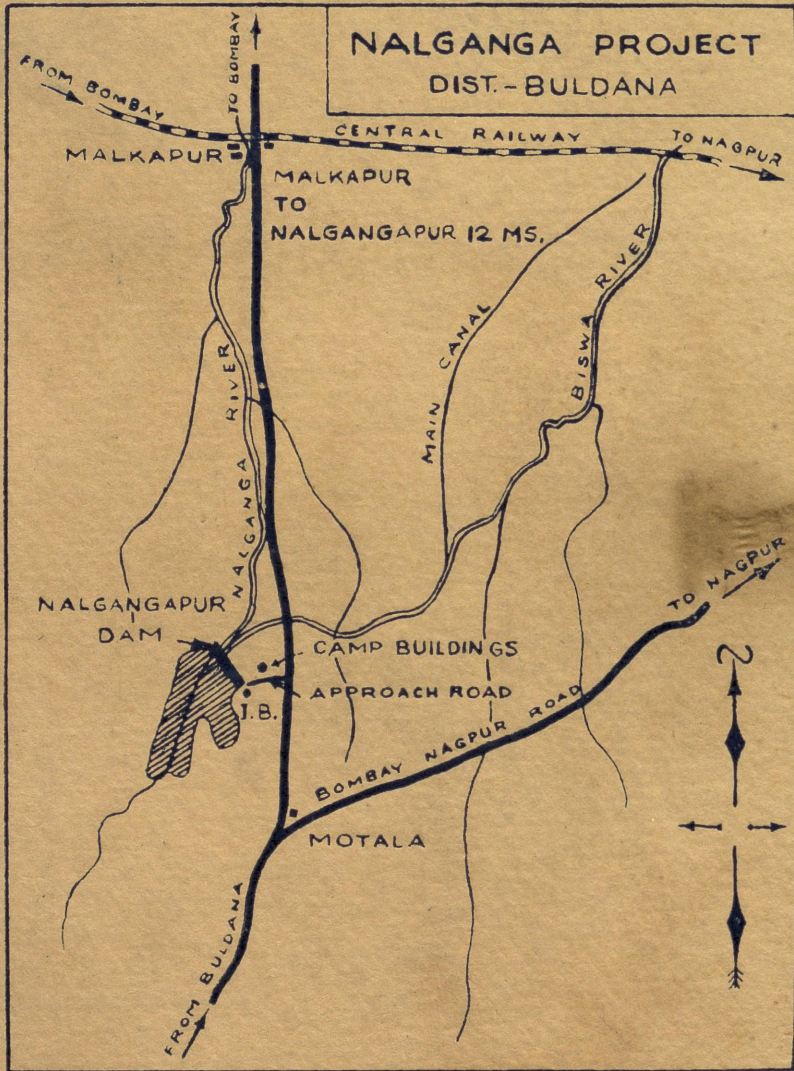 NALGANGA PROJECT
DIST.-BULDANA
FROM BOMBAY
TO BOMBAY
CENTRAL RAILWAY
TO NAGPUR
MALKAPUR
MALKAPUR
TO
NALGANGAPUR 12 MS.
NALGANGA RIVER
MAIN CANAL
BISWA RIVER
NALGANGAPUR
DAM
CAMP BUILDINGS
APPROACH ROAD
I.B.
TO NAGPUR
BOMBAY NAGPUR ROAD
MOTALA
FROM BULDANA
N